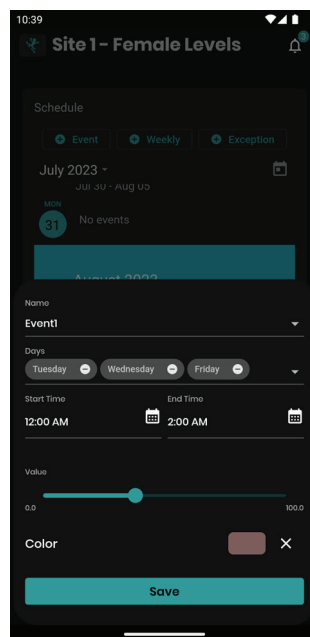 10:39
Site 1 - Female Levels
3
Schedule
Event
Weekly
Exception
July 2023
Jul 30 - Aug 05
MON
31
No events
August 2023
Name
Event1
Days
Tuesday
Wednesday
Friday
Start Time
End Time
12:00 AM
2:00 AM
Value
0.0
100.0
Color
Save